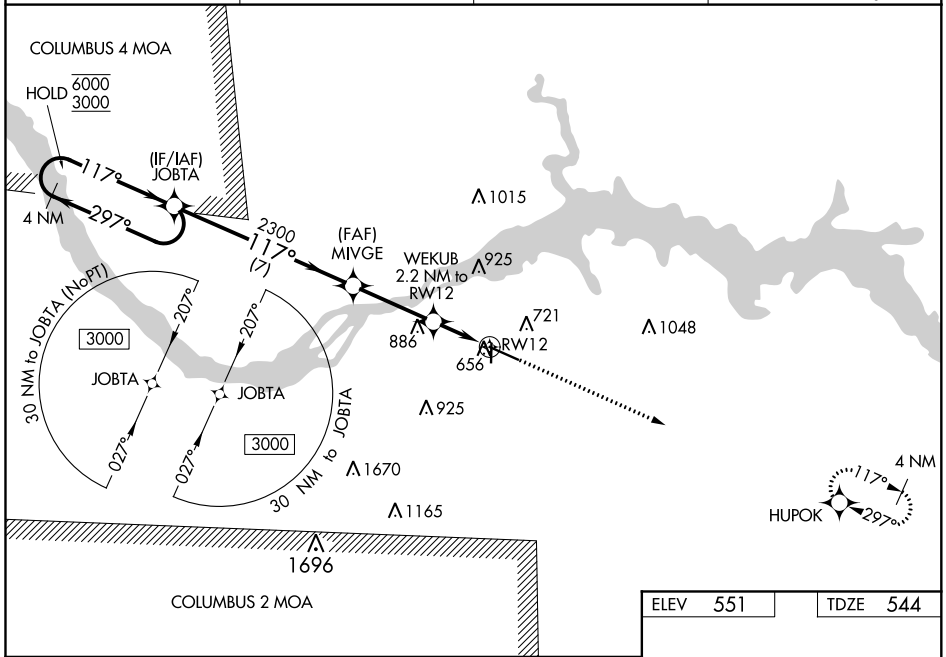 COLUMBUS 4 MOA
HOLD 6000
3000
117°
(IF/IAF)
JOBTA
297°
4 NM
2300
117°
(7)
(FAF)
MIVGE
WEKUB
2.2 NM to
RW12
1015
925
721
1048
886
656
RW12
925
1670
1165
1696
30 NM to JOBTA (NoPT)
3000
207°
JOBTA
027°
207°
JOBTA
027°
3000
30 NM to JOBTA
4 NM
117°
297°
HUPOK
COLUMBUS 2 MOA
ELEV 551
TDZE 544